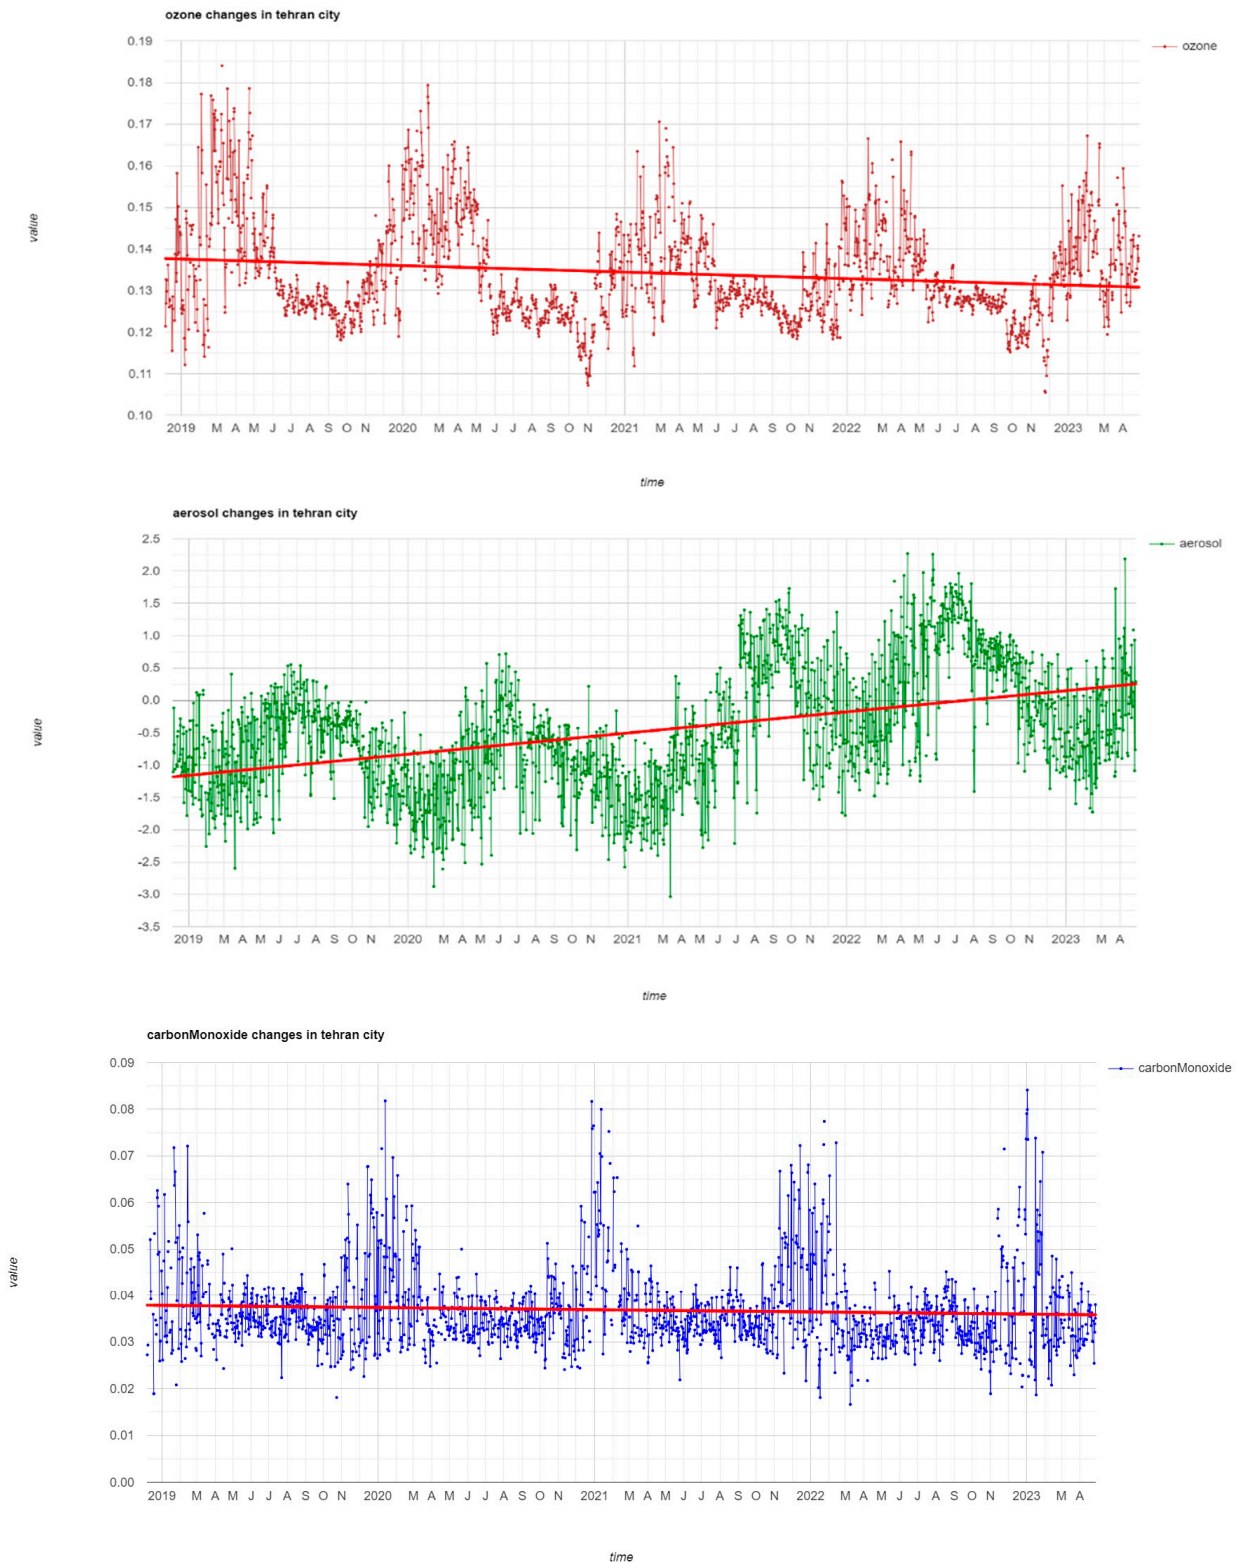 ozone changes in tehran city
ozone
0.19
0.18
0.17
0.16
0.15
0.14
0.13
0.12
0.11
0.10
value
2019 M A M J J A S O N 2020 M A M J J A S O N 2021 M A M J J A S O N 2022 M A M J J A S O N 2023 M A
time
aerosol changes in tehran city
aerosol
2.5
2.0
1.5
1.0
0.5
0.0
-0.5
-1.0
-1.5
-2.0
-2.5
-3.0
-3.5
value
2019 M A M J J A S O N 2020 M A M J J A S O N 2021 M A M J J A S O N 2022 M A M J J A S O N 2023 M A
time
carbonMonoxide changes in tehran city
carbonMonoxide
0.09
0.08
0.07
0.06
0.05
0.04
0.03
0.02
0.01
0.00
value
2019 M A M J J A S O N 2020 M A M J J A S O N 2021 M A M J J A S O N 2022 M A M J J A S O N 2023 M A
time